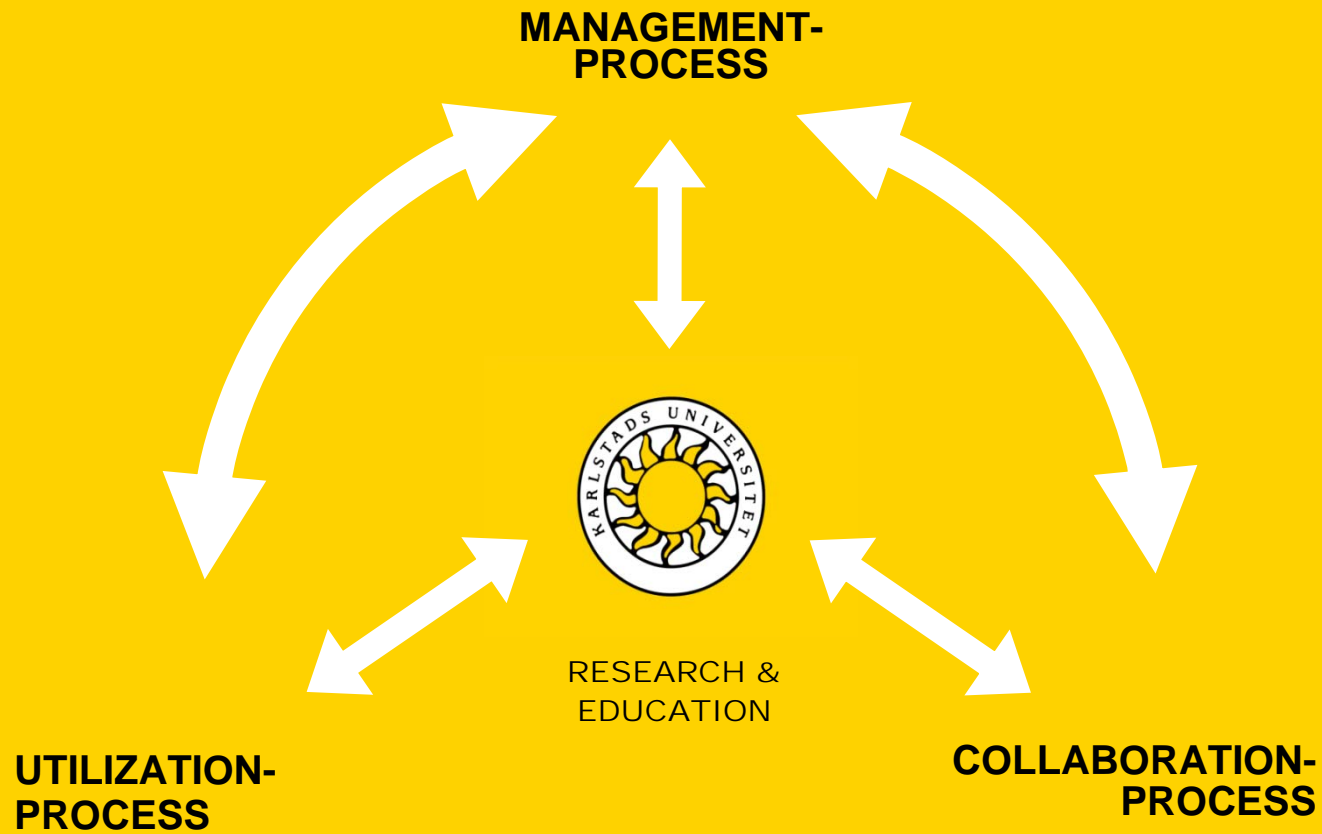 MANAGEMENT-
PROCESS
KARLSTADS UNIVERSITET
RESEARCH &
EDUCATION
UTILIZATION-
PROCESS
COLLABORATION-
PROCESS